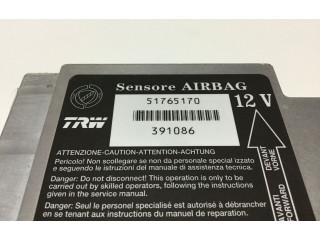 Sensore AIRBAG
51765170
12 V
TRW
391086
ATTENZIONE-CAUTION-ATTENTION-ACHTUNG
Pericolo! Non scollegare se non da personale specializzato
e seguendo le istruzioni del manuale di assistenza tecnica.
Danger: Do not disconnect! This operation is only to be
carried out by skilled operators, following the instructions
given in the service manual.
Danger: Seul le personel spécialisé est autorisé à débrancher
en se tenant aux instructions du manuel de reparation.
DEVANT
VORNE
AVANTI
FORWARD